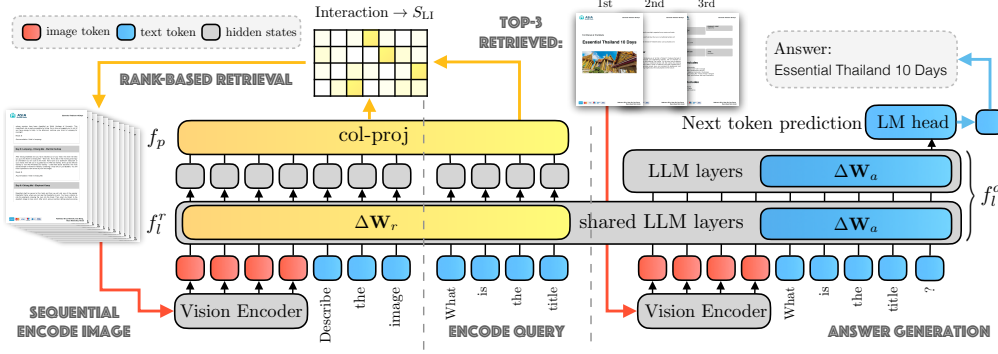 image token
text token
hidden states
Interaction → S_LI
TOP-3
RETRIEVED:
1st
2nd
3rd
Essential Thailand 10 Days
Answer:
Essential Thailand 10 Days
RANK-BASED RETRIEVAL
ASIA
f_p
col-proj
Next token prediction
LM head
LLM layers
ΔW_a
f_l^r
ΔW_r
shared LLM layers
ΔW_a
Vision Encoder
Describe
the
image
What
is
the
title
Vision Encoder
What
is
the
title
?
SEQUENTIAL
ENCODE IMAGE
ENCODE QUERY
ANSWER GENERATION